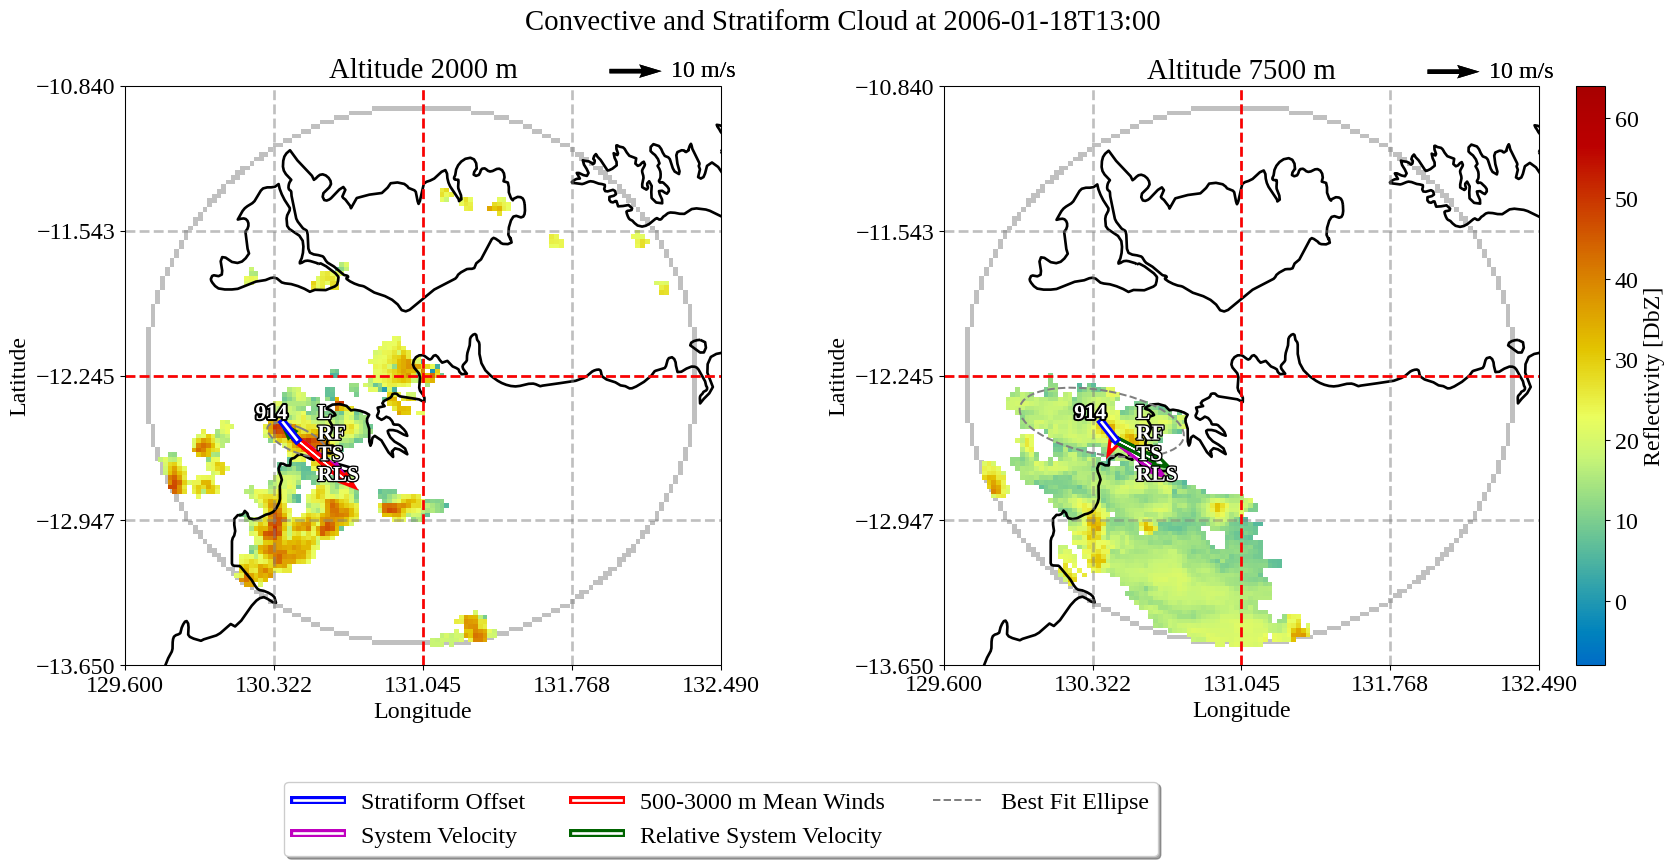 Convective and Stratiform Cloud at 2006-01-18T13:00
Altitude 2000 m
10 m/s
Altitude 7500 m
10 m/s
−10.840
−11.543
−12.245
−12.947
−13.650
Latitude
129.600
130.322
131.045
131.768
132.490
Longitude
914
L
RF
TS
RLS
−10.840
−11.543
−12.245
−12.947
−13.650
Latitude
129.600
130.322
131.045
131.768
132.490
Longitude
914
L
RF
TS
RLS
60
50
40
30
20
10
0
Reflectivity [DbZ]
Stratiform Offset
500-3000 m Mean Winds
Best Fit Ellipse
System Velocity
Relative System Velocity